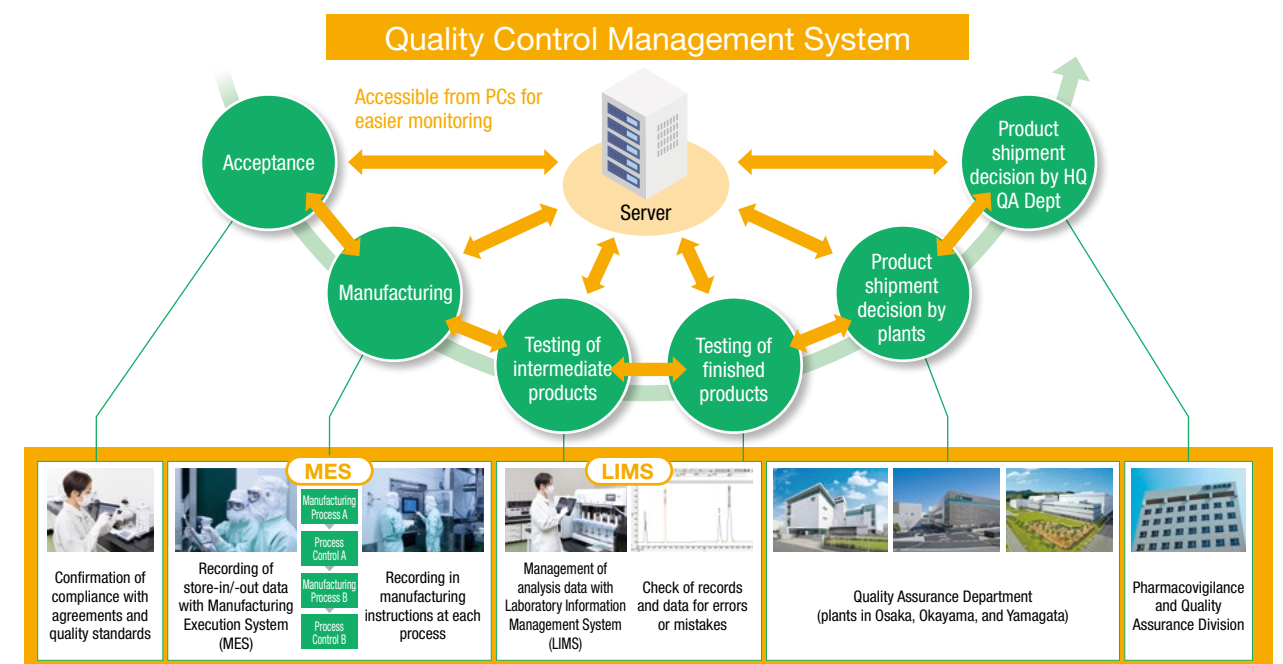 Quality Control Management System
Accessible from PCs for
easier monitoring
Acceptance
Server
Product
shipment
decision by HQ
QA Dept
Manufacturing
Product
shipment
decision by
plants
Testing of
intermediate
products
Testing of
finished
products
MES
LIMS
Confirmation of
compliance with
agreements and
quality standards
Recording of
store-in/-out data
with Manufacturing
Execution System
(MES)
Manufacturing
Process A
Process
Control A
Manufacturing
Process B
Process
Control B
Recording in
manufacturing
instructions at each
process
Management of
analysis data with
Laboratory Information
Management System
(LIMS)
Check of records
and data for errors
or mistakes
Quality Assurance Department
(plants in Osaka, Okayama, and Yamagata)
Pharmacovigilance
and Quality
Assurance Division